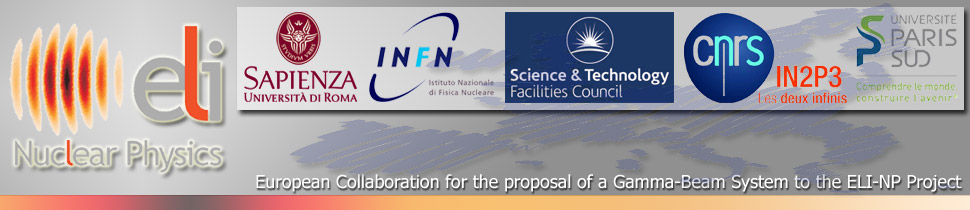 eli
Nuclear Physics
SAPIENZA
UNIVERSITÀ DI ROMA
INFN
Istituto Nazionale
di Fisica Nucleare
Science & Technology
Facilities Council
cnrs
IN2P3
Les deux infinis
UNIVERSITÉ
PARIS
SUD
Comprendre le monde,
construire l'avenir
European Collaboration for the proposal of a Gamma-Beam System to the ELI-NP Project